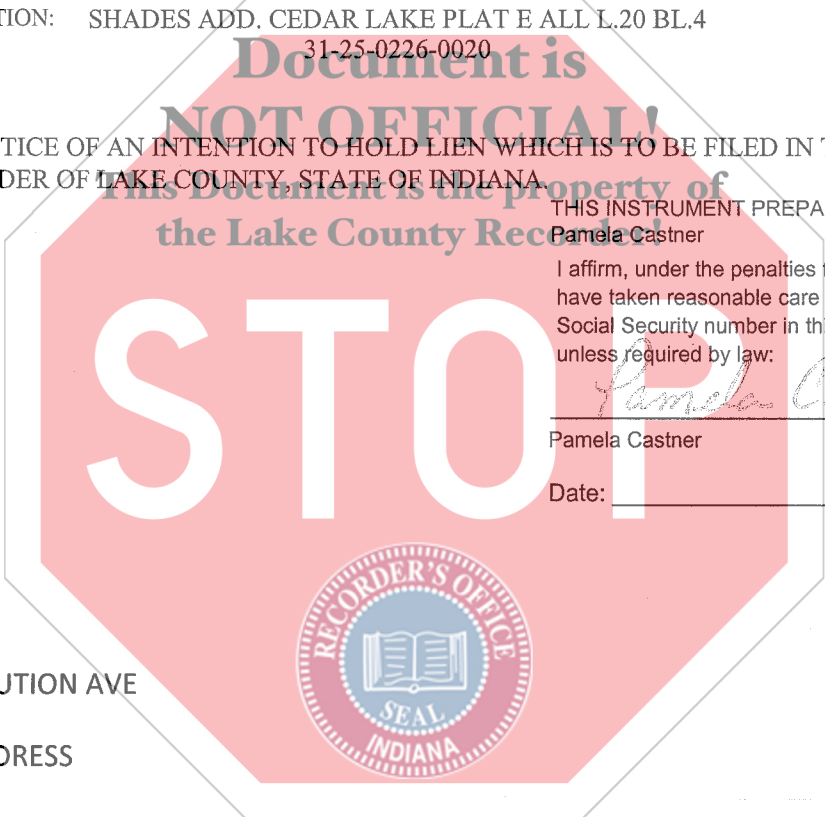 TION: SHADES ADD. CEDAR LAKE PLAT E ALL L.20 BL.4
31-25-0226-0020
Document is
NOT OFFICIAL!
TICE OF AN INTENTION TO HOLD LIEN WHICH IS TO BE FILED IN T
DER OF LAKE COUNTY, STATE OF INDIANA.
This Document is the property of
the Lake County Recorder!
THIS INSTRUMENT PREPA
Pamela Castner
I affirm, under the penalties
have taken reasonable care
Social Security number in thi
unless required by law:
Pamela C
Pamela Castner
Date:
STOP
RECORDER'S OFFICE
SEAL
INDIANA
UTION AVE
DRESS